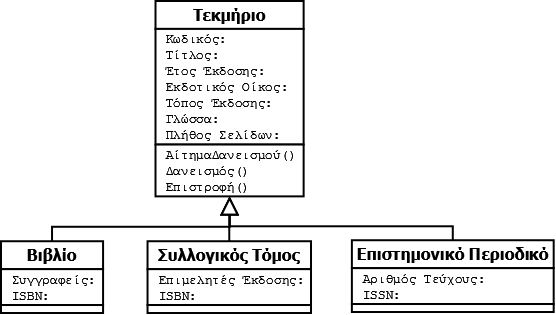 Τεκμήριο
Κωδικός:
Τίτλος:
Έτος Έκδοσης:
Εκδοτικός Οίκος:
Τόπος Έκδοσης:
Γλώσσα:
Πλήθος Σελίδων:
ΑίτημαΔανεισμού()
Δανεισμός()
Επιστροφή()
Βιβλίο
Συγγραφείς:
ISBN:
Συλλογικός Τόμος
Επιμελητές Έκδοσης:
ISBN:
Επιστημονικό Περιοδικό
Αριθμός Τεύχους:
ISSN: